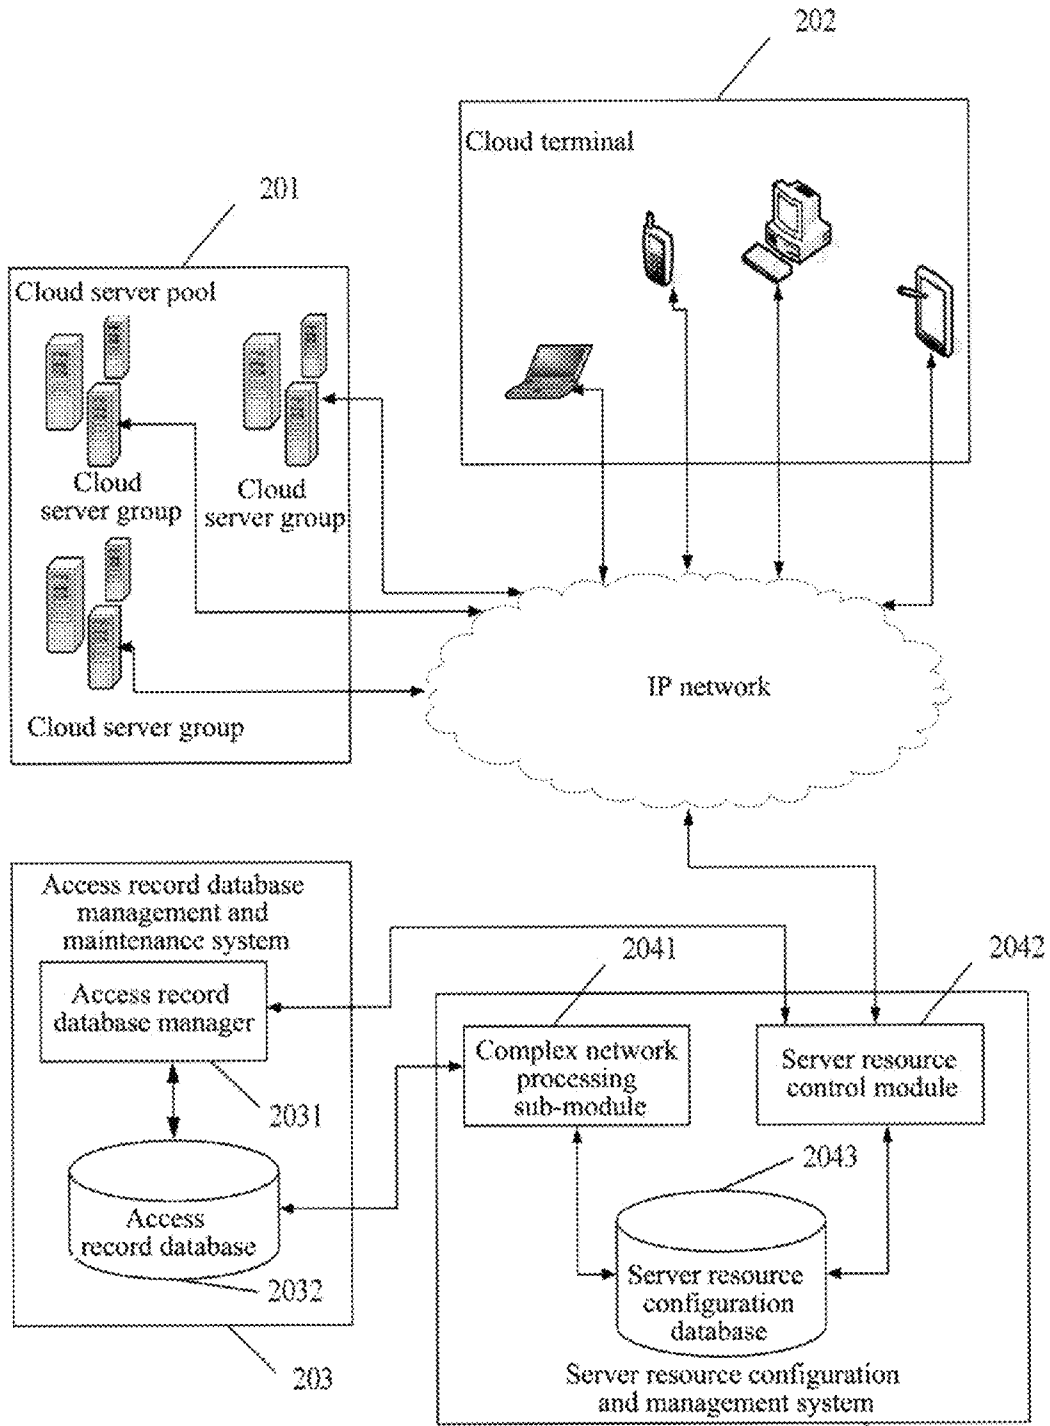 202
Cloud terminal
201
Cloud server pool
Cloud
server group
Cloud
server group
Cloud server group
IP network
Access record database
management and
maintenance system
Access record
database manager
2031
Access
record database
2032
203
2041
2042
Complex network
processing
sub-module
Server resource
control module
2043
Server resource
configuration
database
Server resource configuration
and management system